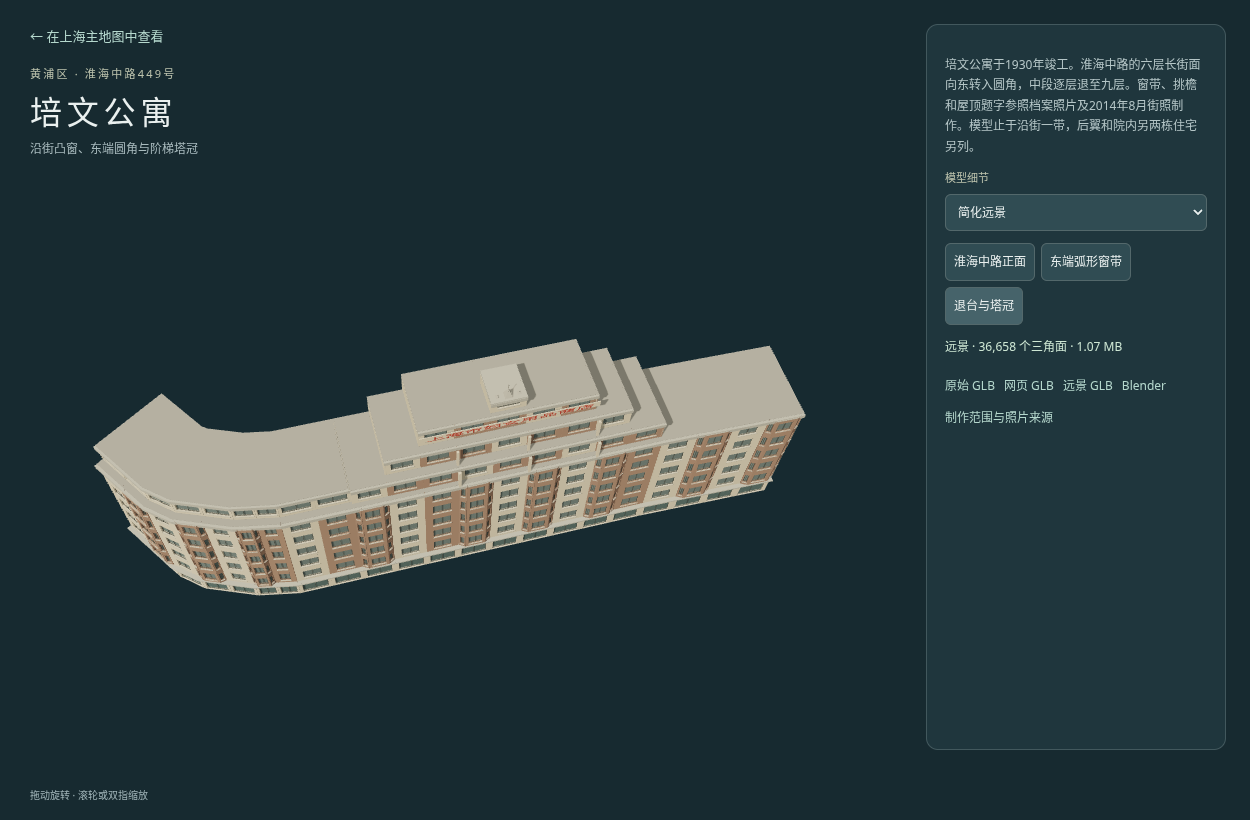 ← 在上海主地图中查看
黄浦区 · 淮海中路449号
培文公寓
沿街凸窗、东端圆角与阶梯塔冠
培文公寓于1930年竣工。淮海中路的六层长街面
向东转入圆角，中段逐层退至九层。窗带、挑檐
和屋顶题字参照档案照片及2014年8月街照制
作。模型止于沿街一带，后翼和院内另两栋住宅
另列。
模型细节
简化远景
淮海中路正面 东端弧形窗带
退台与塔冠
远景 · 36,658 个三角面 · 1.07 MB
原始 GLB 网页 GLB 远景 GLB Blender
制作范围与照片来源
拖动旋转 · 滚轮或双指缩放